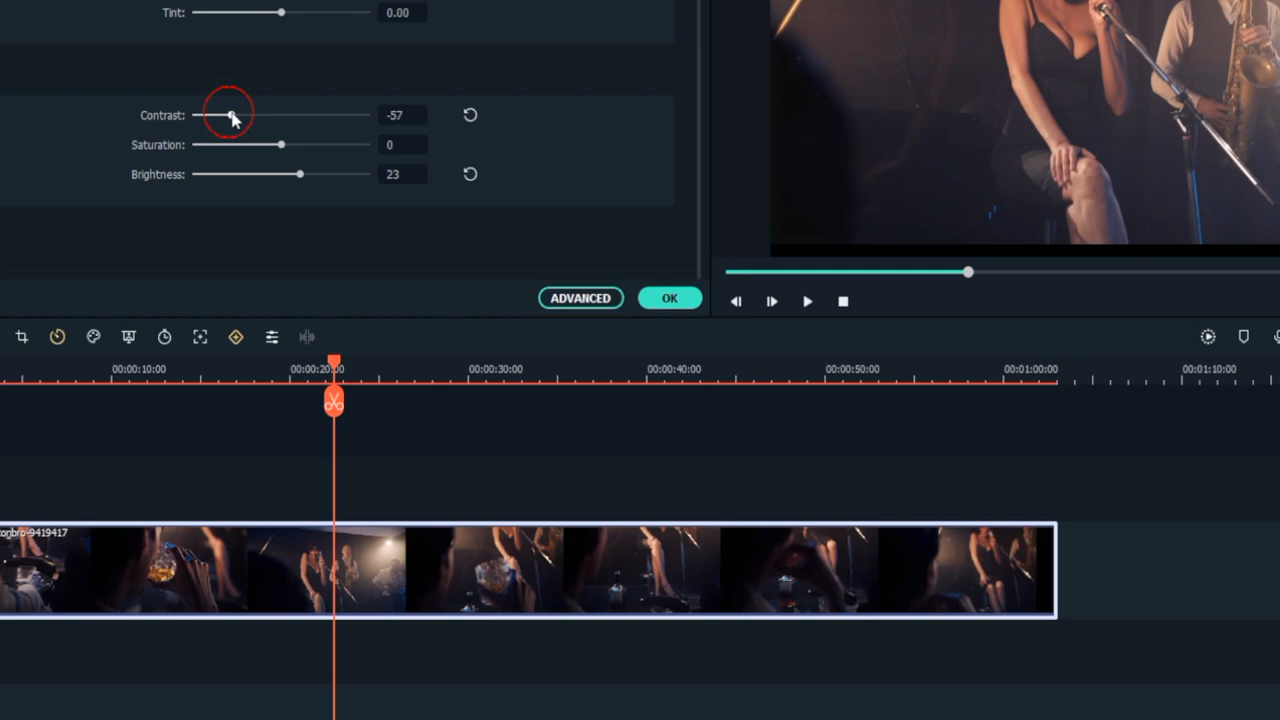 Tint: 0.00
Contrast: -57
Saturation: 0
Brightness: 23
ADVANCED OK
00:00:10:00 00:00:20:00 00:00:30:00 00:00:40:00 00:00:50:00 00:01:00:00 00:01:10:00
onbro-9419417